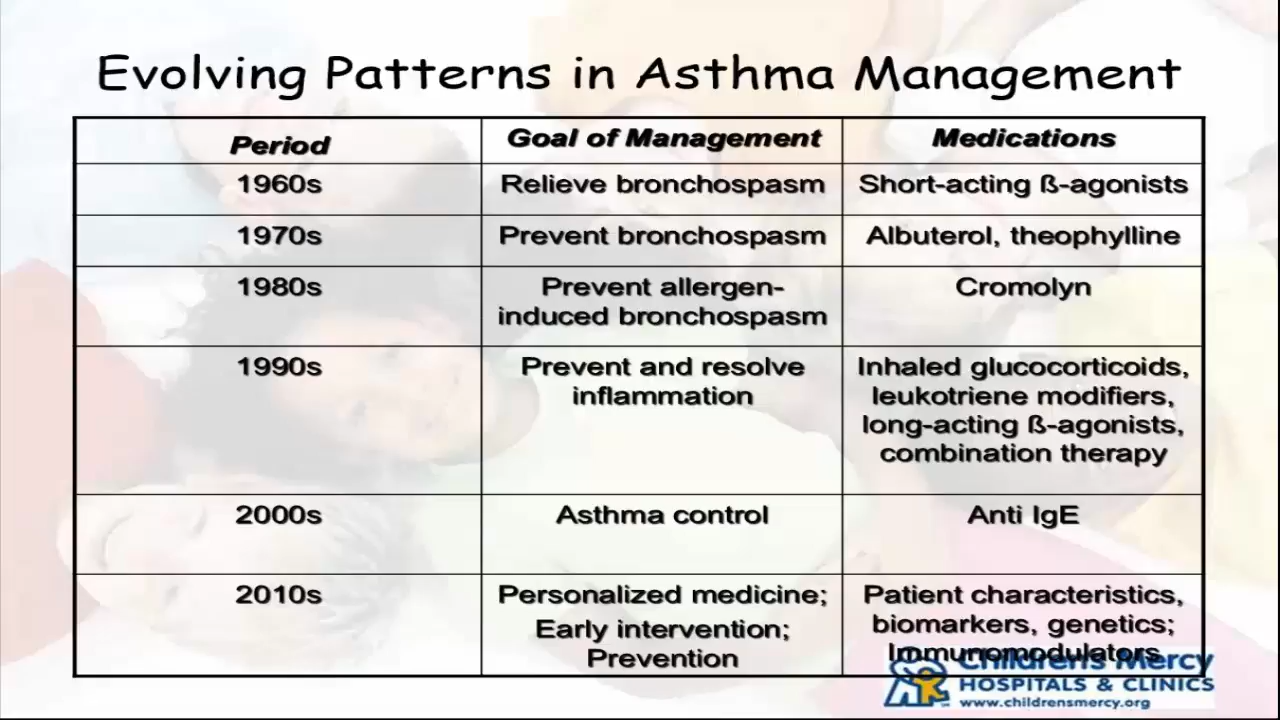 Evolving Patterns in Asthma Management
Period Goal of Management Medications
1960s Relieve bronchospasm Short-acting ß-agonists
1970s Prevent bronchospasm Albuterol, theophylline
1980s Prevent allergen- Cromolyn
induced bronchospasm
1990s Prevent and resolve Inhaled glucocorticoids,
inflammation leukotriene modifiers,
long-acting ß-agonists,
combination therapy
2000s Asthma control Anti IgE
2010s Personalized medicine; Patient characteristics,
Early intervention; biomarkers, genetics;
Prevention Immunomodulators
Childrens Mercy
HOSPITALS & CLINICS
www.childrensmercy.org